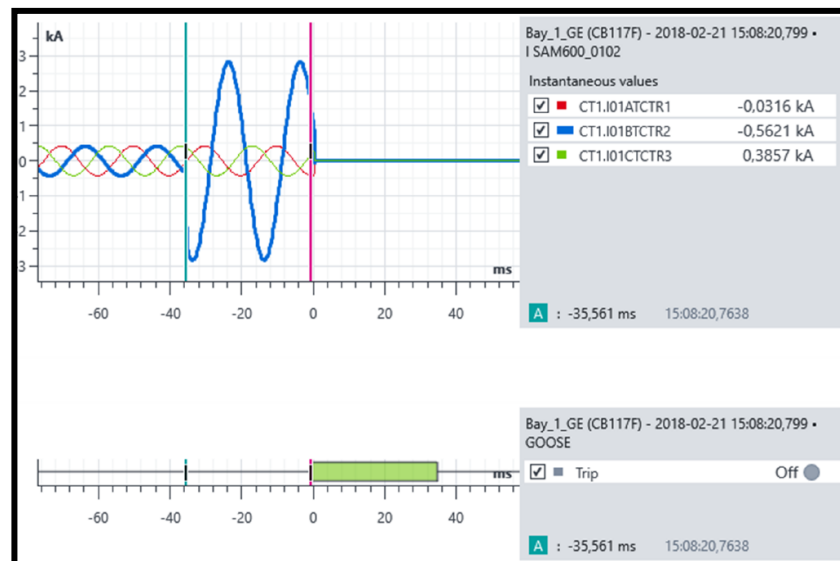 kA
3
2
1
0
1
2
3
ms
-60
-40
-20
0
20
40
Bay_1_GE (CB117F) - 2018-02-21 15:08:20,799 •
I SAM600_0102
Instantaneous values
CT1.I01ATCTR1 -0,0316 kA
CT1.I01BTCTR2 -0,5621 kA
CT1.I01CTCTR3 0,3857 kA
A : -35,561 ms 15:08:20,7638
ms
-60
-40
-20
0
20
40
Bay_1_GE (CB117F) - 2018-02-21 15:08:20,799 •
GOOSE
Trip Off
A : -35,561 ms 15:08:20,7638